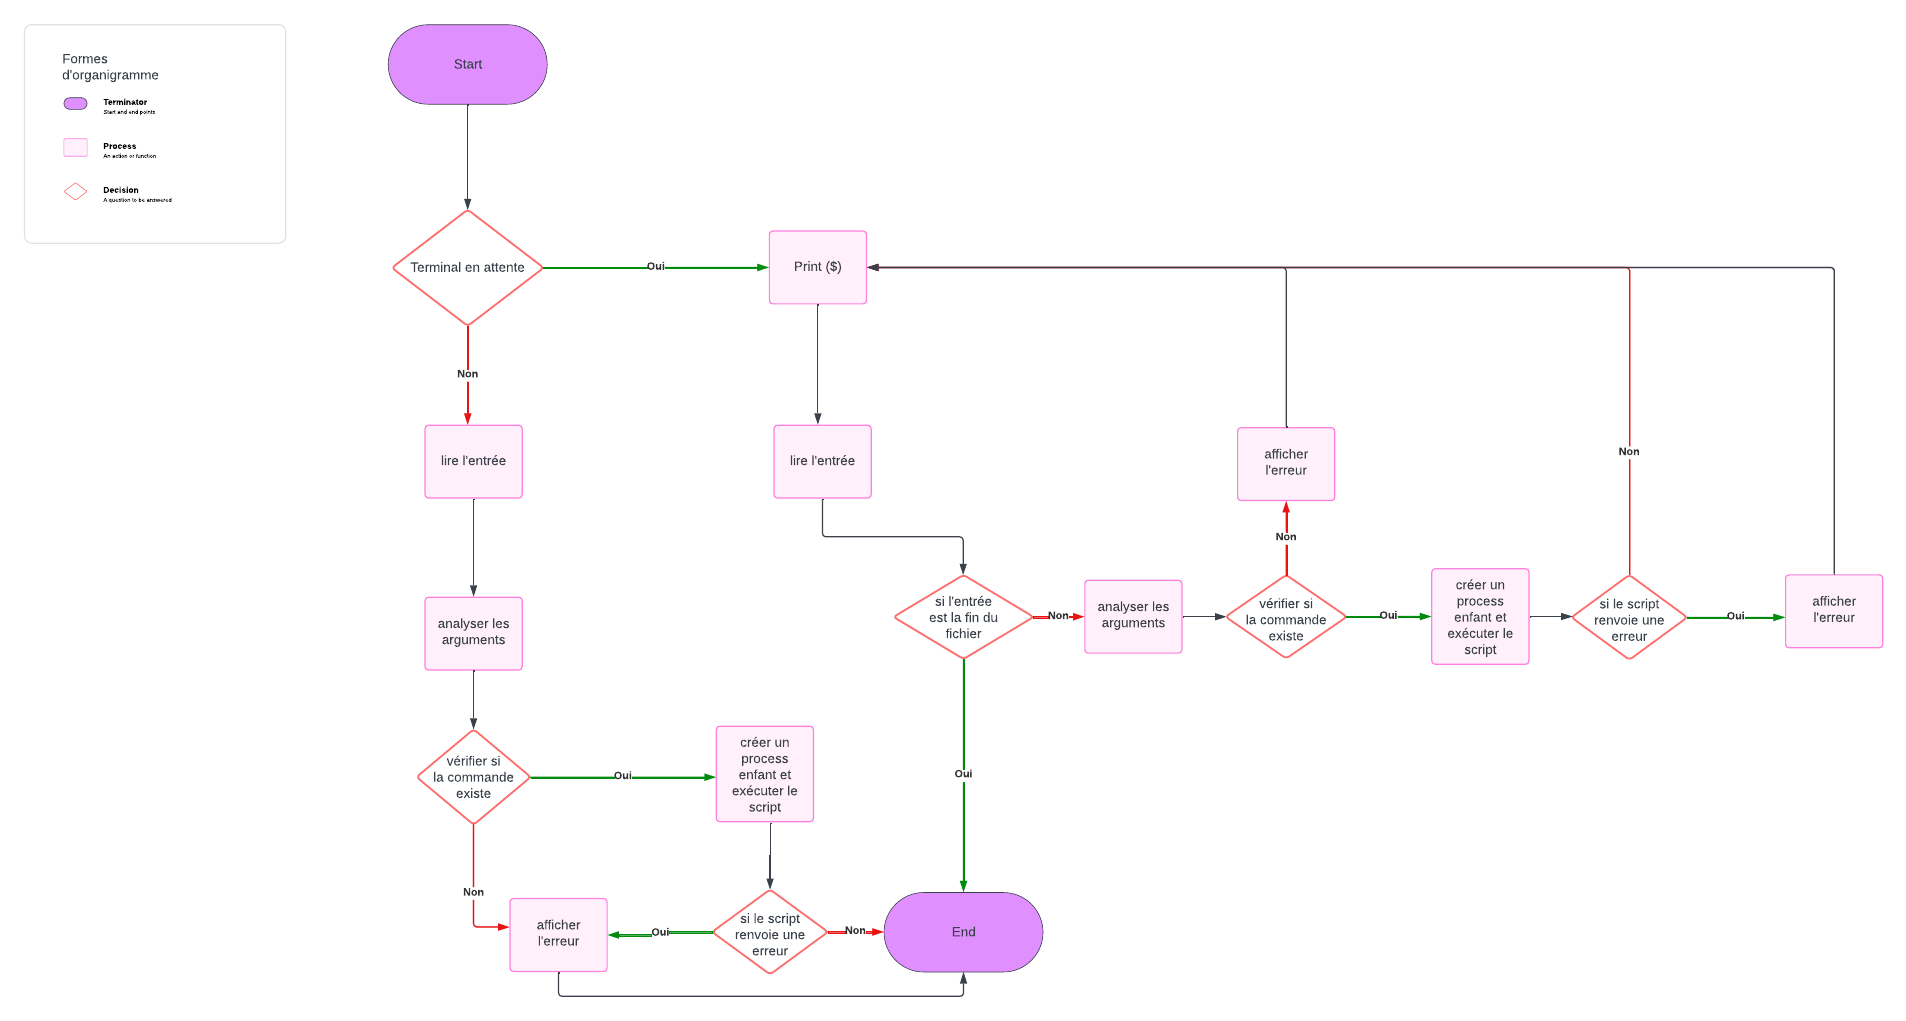 Formes
d'organigramme
Terminator
Start and end points
Process
An action or function
Decision
A question to be answered
Start
Terminal en attente
Oui
Print ($)
Non
lire l'entrée
lire l'entrée
afficher
l'erreur
Non
Non
analyser les
arguments
si l'entrée
est la fin du
fichier
Non
analyser les
arguments
vérifier si
la commande
existe
Oui
créer un
process
enfant et
exécuter le
script
si le script
renvoie une
erreur
Oui
afficher
l'erreur
vérifier si
la commande
existe
Oui
créer un
process
enfant et
exécuter le
script
Oui
Non
afficher
l'erreur
Oui
si le script
renvoie une
erreur
Non
End